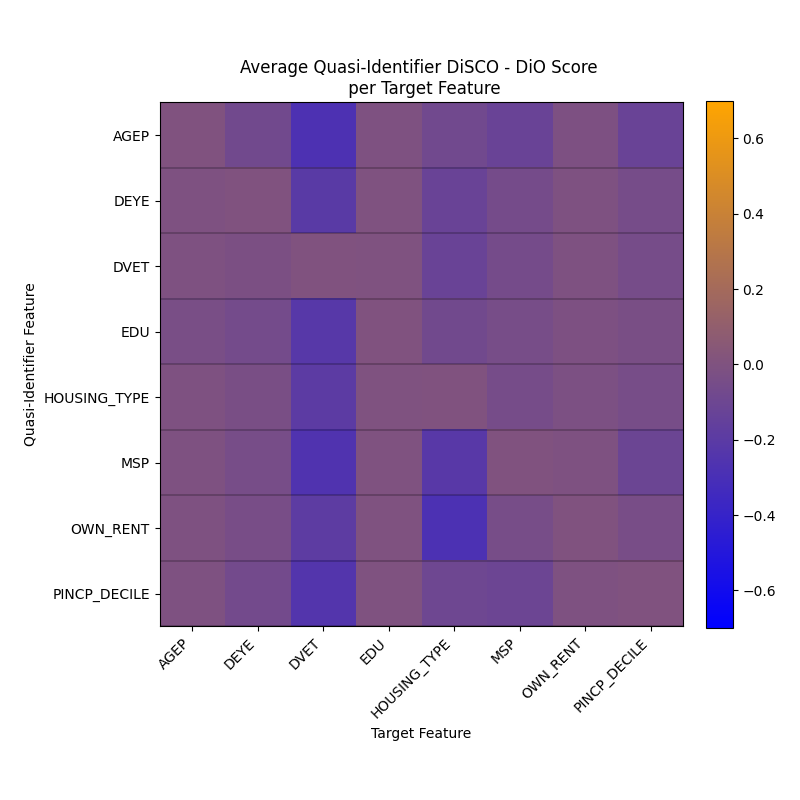 Average Quasi-Identifier DiSCO - DiO Score
per Target Feature
Quasi-Identifier Feature
AGEP
DEYE
DVET
EDU
HOUSING_TYPE
MSP
OWN_RENT
PINCP_DECILE
AGEP
DEYE
DVET
EDU
HOUSING_TYPE
MSP
OWN_RENT
PINCP_DECILE
Target Feature
0.6
0.4
0.2
0.0
−0.2
−0.4
−0.6